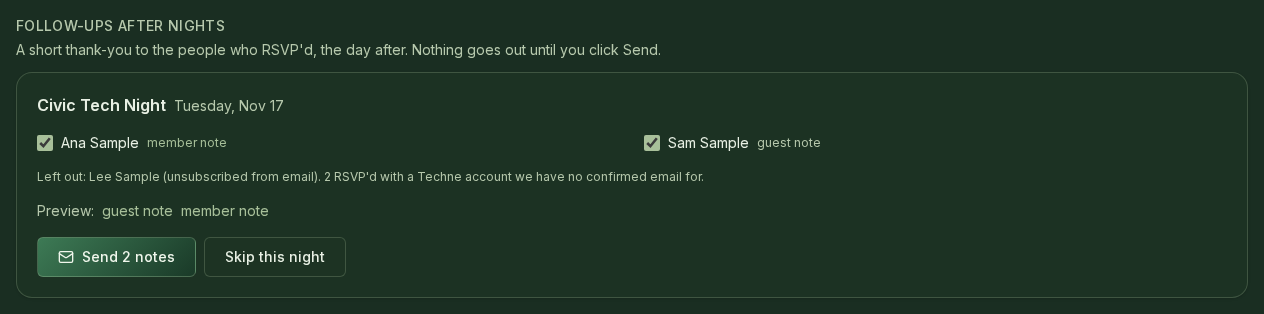 FOLLOW-UPS AFTER NIGHTS
A short thank-you to the people who RSVP'd, the day after. Nothing goes out until you click Send.
Civic Tech Night Tuesday, Nov 17
Ana Sample member note Sam Sample guest note
Left out: Lee Sample (unsubscribed from email). 2 RSVP'd with a Techne account we have no confirmed email for.
Preview: guest note member note
Send 2 notes Skip this night